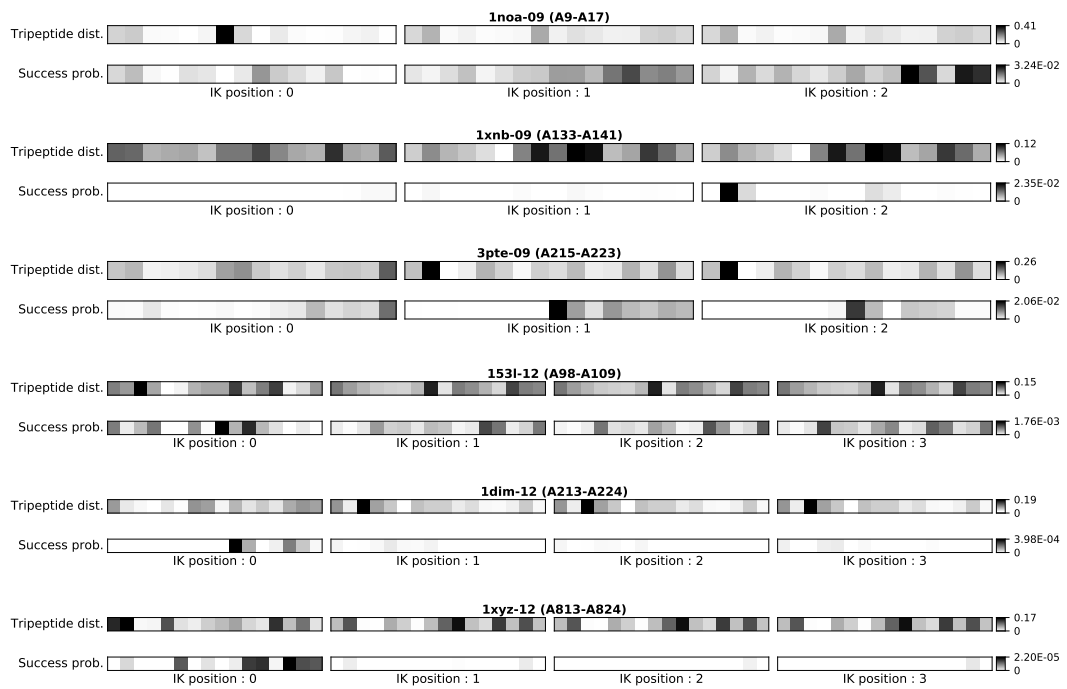 1noa-09 (A9-A17)
Tripeptide dist.
0.41
0
Success prob.
3.24E-02
0
IK position : 0
IK position : 1
IK position : 2
1xnb-09 (A133-A141)
Tripeptide dist.
0.12
0
Success prob.
2.35E-02
0
IK position : 0
IK position : 1
IK position : 2
3pte-09 (A215-A223)
Tripeptide dist.
0.26
0
Success prob.
2.06E-02
0
IK position : 0
IK position : 1
IK position : 2
153l-12 (A98-A109)
Tripeptide dist.
0.15
0
Success prob.
1.76E-03
0
IK position : 0
IK position : 1
IK position : 2
IK position : 3
1dim-12 (A213-A224)
Tripeptide dist.
0.19
0
Success prob.
3.98E-04
0
IK position : 0
IK position : 1
IK position : 2
IK position : 3
1xyz-12 (A813-A824)
Tripeptide dist.
0.17
0
Success prob.
2.20E-05
0
IK position : 0
IK position : 1
IK position : 2
IK position : 3